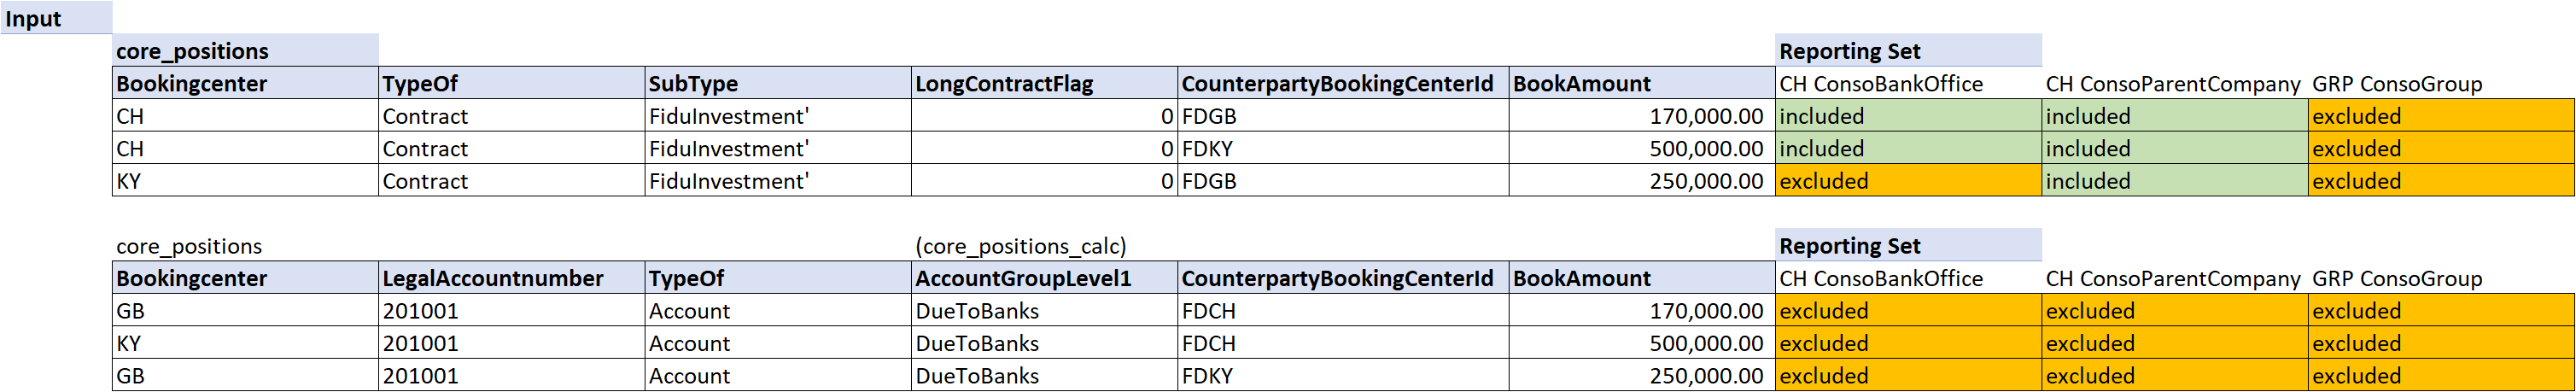 Input
core_positions Reporting Set
Bookingcenter TypeOf SubType LongContractFlag CounterpartyBookingCenterId BookAmount CH ConsoBankOffice CH ConsoParentCompany GRP ConsoGroup
CH Contract FiduInvestment' 0 FDGB 170,000.00 included included excluded
CH Contract FiduInvestment' 0 FDKY 500,000.00 included included excluded
KY Contract FiduInvestment' 0 FDGB 250,000.00 excluded included excluded
core_positions (core_positions_calc) Reporting Set
Bookingcenter LegalAccountnumber TypeOf AccountGroupLevel1 CounterpartyBookingCenterId BookAmount CH ConsoBankOffice CH ConsoParentCompany GRP ConsoGroup
GB 201001 Account DueToBanks FDCH 170,000.00 excluded excluded excluded
KY 201001 Account DueToBanks FDCH 500,000.00 excluded excluded excluded
GB 201001 Account DueToBanks FDKY 250,000.00 excluded excluded excluded